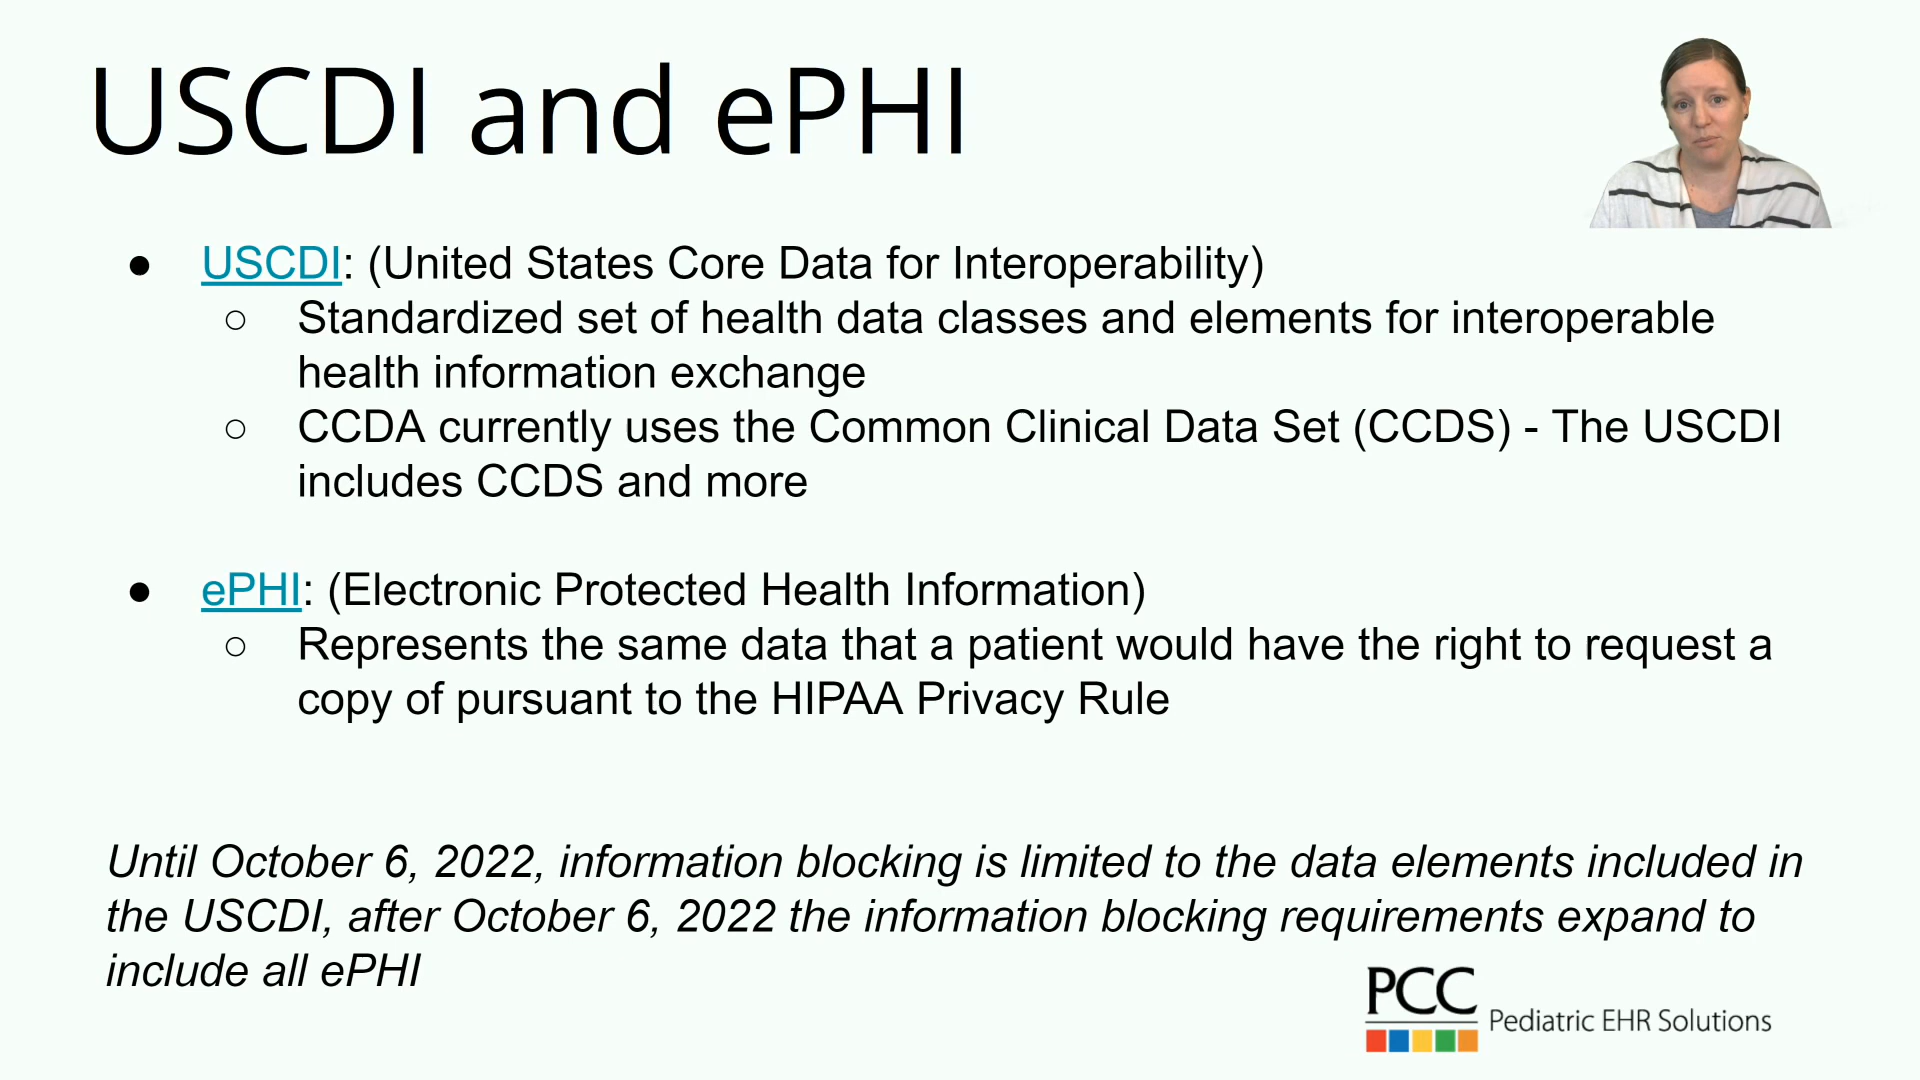 USCDI and ePHI
● USCDI: (United States Core Data for Interoperability)
○ Standardized set of health data classes and elements for interoperable
health information exchange
○ CCDA currently uses the Common Clinical Data Set (CCDS) - The USCDI
includes CCDS and more
● ePHI: (Electronic Protected Health Information)
○ Represents the same data that a patient would have the right to request a
copy of pursuant to the HIPAA Privacy Rule
Until October 6, 2022, information blocking is limited to the data elements included in
the USCDI, after October 6, 2022 the information blocking requirements expand to
include all ePHI
PCC
Pediatric EHR Solutions